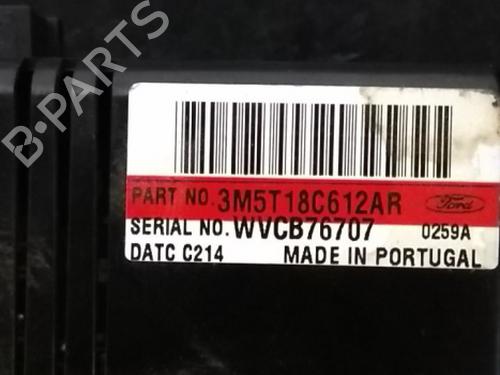 B-PARTS
PART NO. 3M5T18C612AR Ford
SERIAL NO. WVCB76707 0259A
DATC C214 MADE IN PORTUGAL